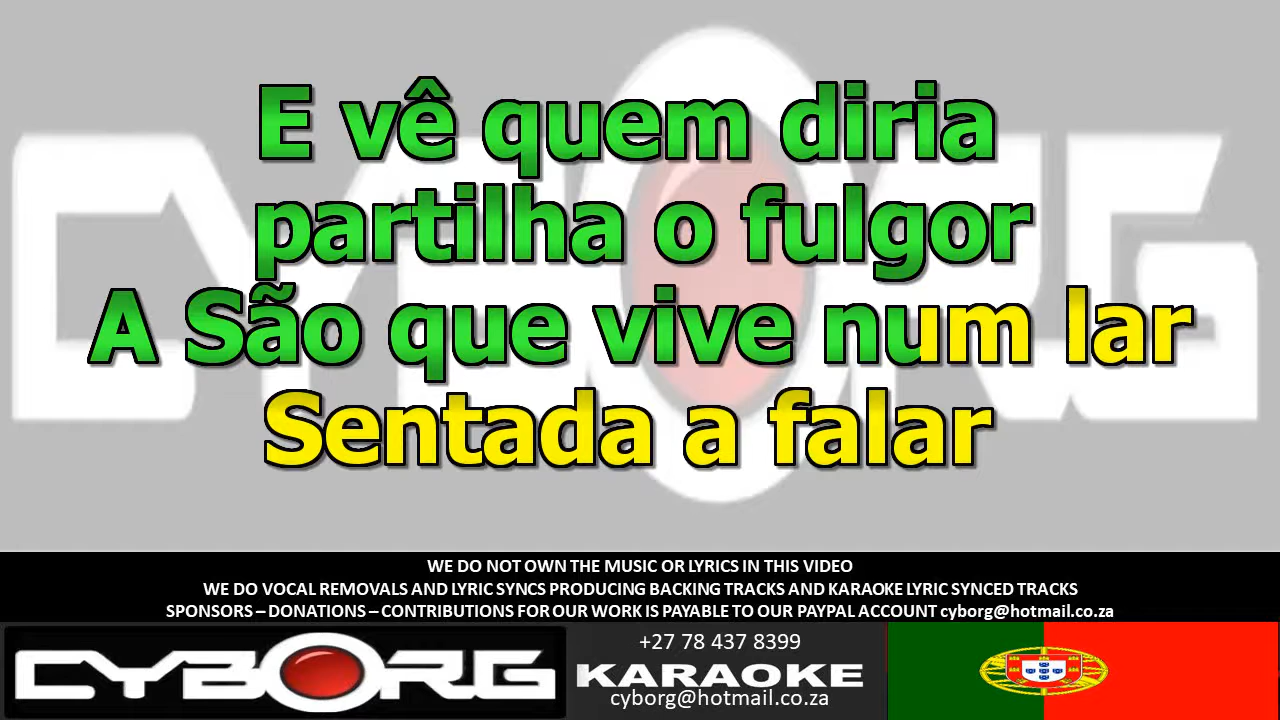 E vê quem diria
partilha o fulgor
A São que vive num lar
Sentada a falar
WE DO NOT OWN THE MUSIC OR LYRICS IN THIS VIDEO
WE DO VOCAL REMOVALS AND LYRIC SYNCS PRODUCING BACKING TRACKS AND KARAOKE LYRIC SYNCED TRACKS
SPONSORS – DONATIONS – CONTRIBUTIONS FOR OUR WORK IS PAYABLE TO OUR PAYPAL ACCOUNT cyborg@hotmail.co.za
CYBORG
+27 78 437 8399
KARAOKE
cyborg@hotmail.co.za